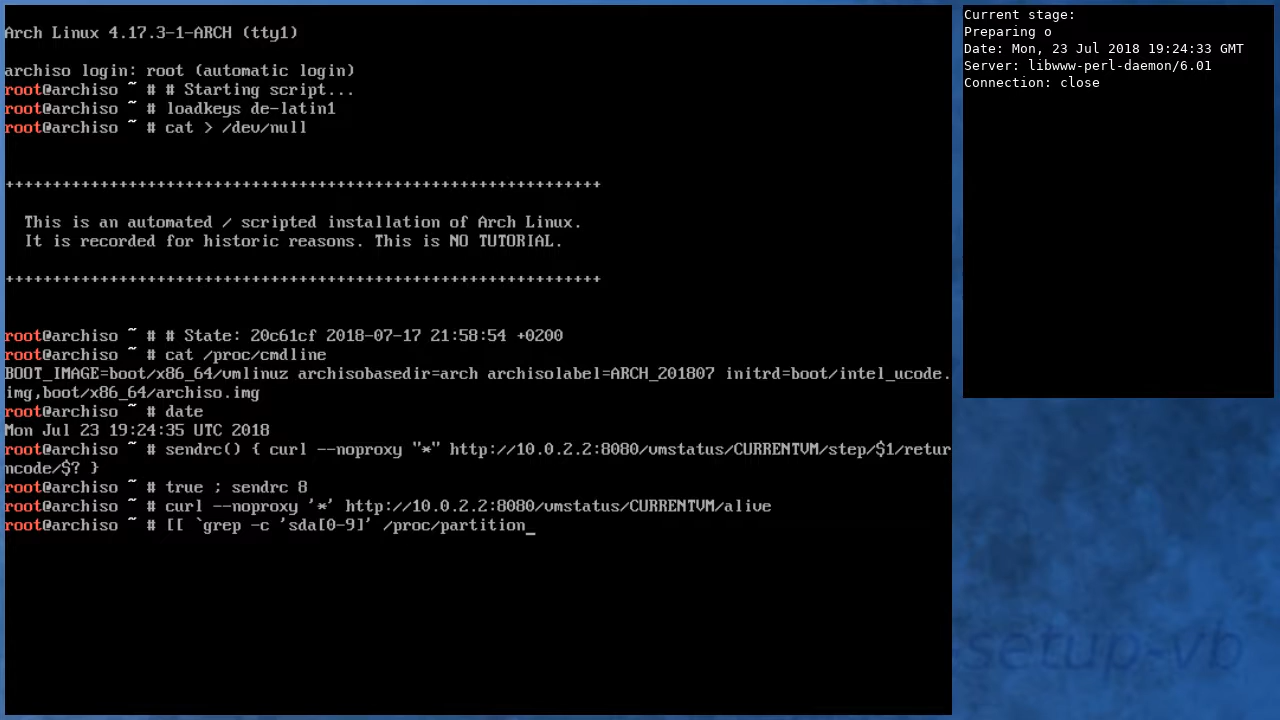 Arch Linux 4.17.3-1-ARCH (tty1)
archiso login: root (automatic login)
root@archiso ~ # # Starting script...
root@archiso ~ # loadkeys de-latin1
root@archiso ~ # cat > /dev/null
++++++++++++++++++++++++++++++++++++++++++++++++++++++++++++++++
This is an automated / scripted installation of Arch Linux.
It is recorded for historic reasons. This is NO TUTORIAL.
++++++++++++++++++++++++++++++++++++++++++++++++++++++++++++++++
root@archiso ~ # # State: 20c61cf 2018-07-17 21:58:54 +0200
root@archiso ~ # cat /proc/cmdline
BOOT_IMAGE=boot/x86_64/vmlinuz archisobasedir=arch archisolabel=ARCH_201807 initrd=boot/intel_ucode.
img,boot/x86_64/archiso.img
root@archiso ~ # date
Mon Jul 23 19:24:35 UTC 2018
root@archiso ~ # sendrc() { curl --noproxy "*" http://10.0.2.2:8080/vmstatus/CURRENTVM/step/$1/retur
ncode/$? }
root@archiso ~ # true ; sendrc 8
root@archiso ~ # curl --noproxy '*' http://10.0.2.2:8080/vmstatus/CURRENTVM/alive
root@archiso ~ # [[ `grep -c 'sda[0-9]' /proc/partition_
Current stage:
Preparing o
Date: Mon, 23 Jul 2018 19:24:33 GMT
Server: libwww-perl-daemon/6.01
Connection: close
-setup-vb